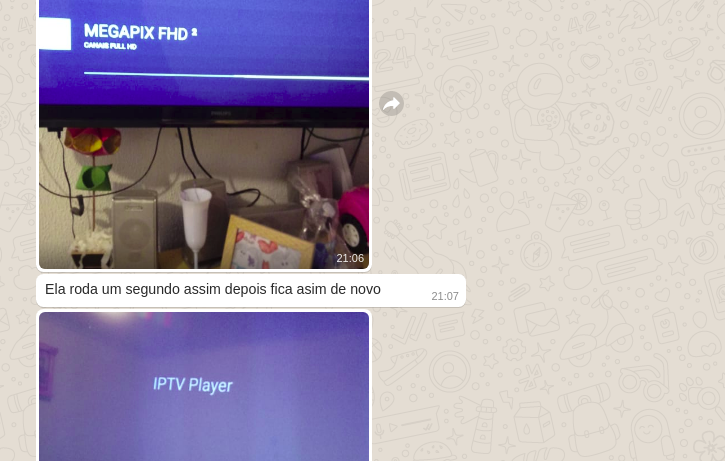 MEGAPIX FHD ²
CANAIS FULL HD
21:06
Ela roda um segundo assim depois fica asim de novo
21:07
IPTV Player